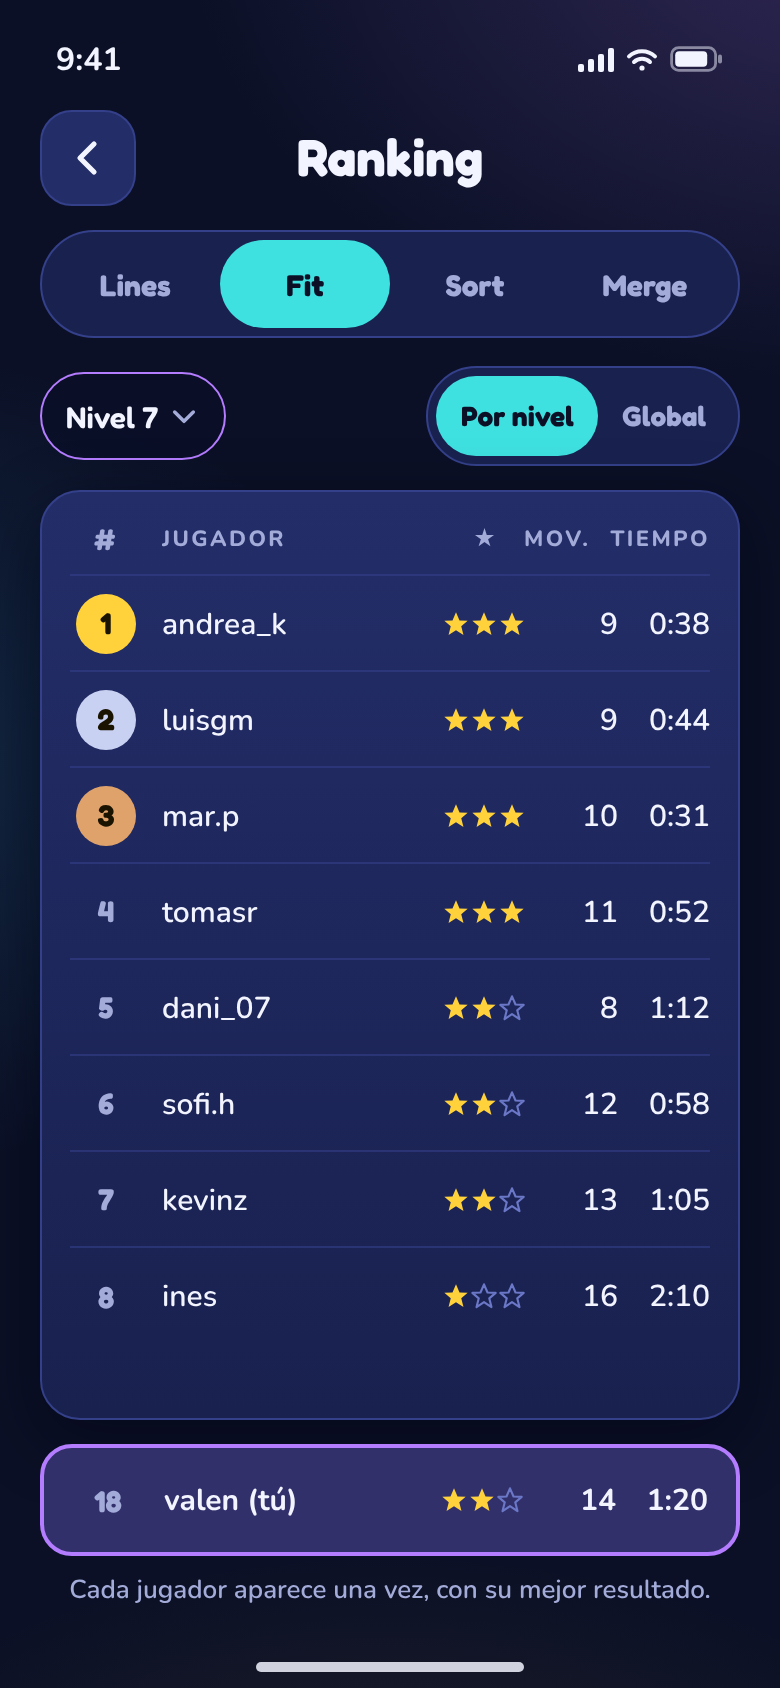 9:41
Ranking
Lines Fit Sort Merge
Nivel 7 Por nivel Global
# JUGADOR ★ MOV. TIEMPO
1 andrea_k ★★★ 9 0:38
2 luisgm ★★★ 9 0:44
3 mar.p ★★★ 10 0:31
4 tomasr ★★★ 11 0:52
5 dani_07 ★★☆ 8 1:12
6 sofi.h ★★☆ 12 0:58
7 kevinz ★★☆ 13 1:05
8 ines ★☆☆ 16 2:10
18 valen (tú) ★★☆ 14 1:20
Cada jugador aparece una vez, con su mejor resultado.